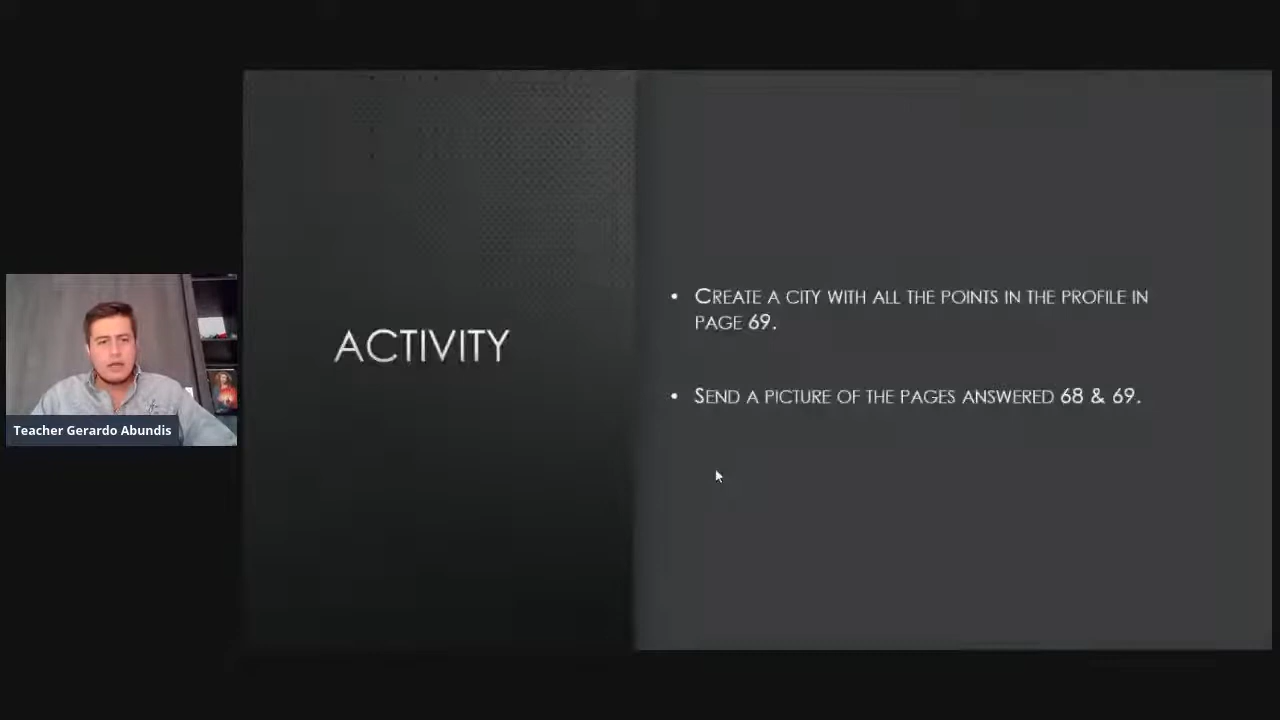 ACTIVITY
• CREATE A CITY WITH ALL THE POINTS IN THE PROFILE IN
PAGE 69.
• SEND A PICTURE OF THE PAGES ANSWERED 68 & 69.
Teacher Gerardo Abundis